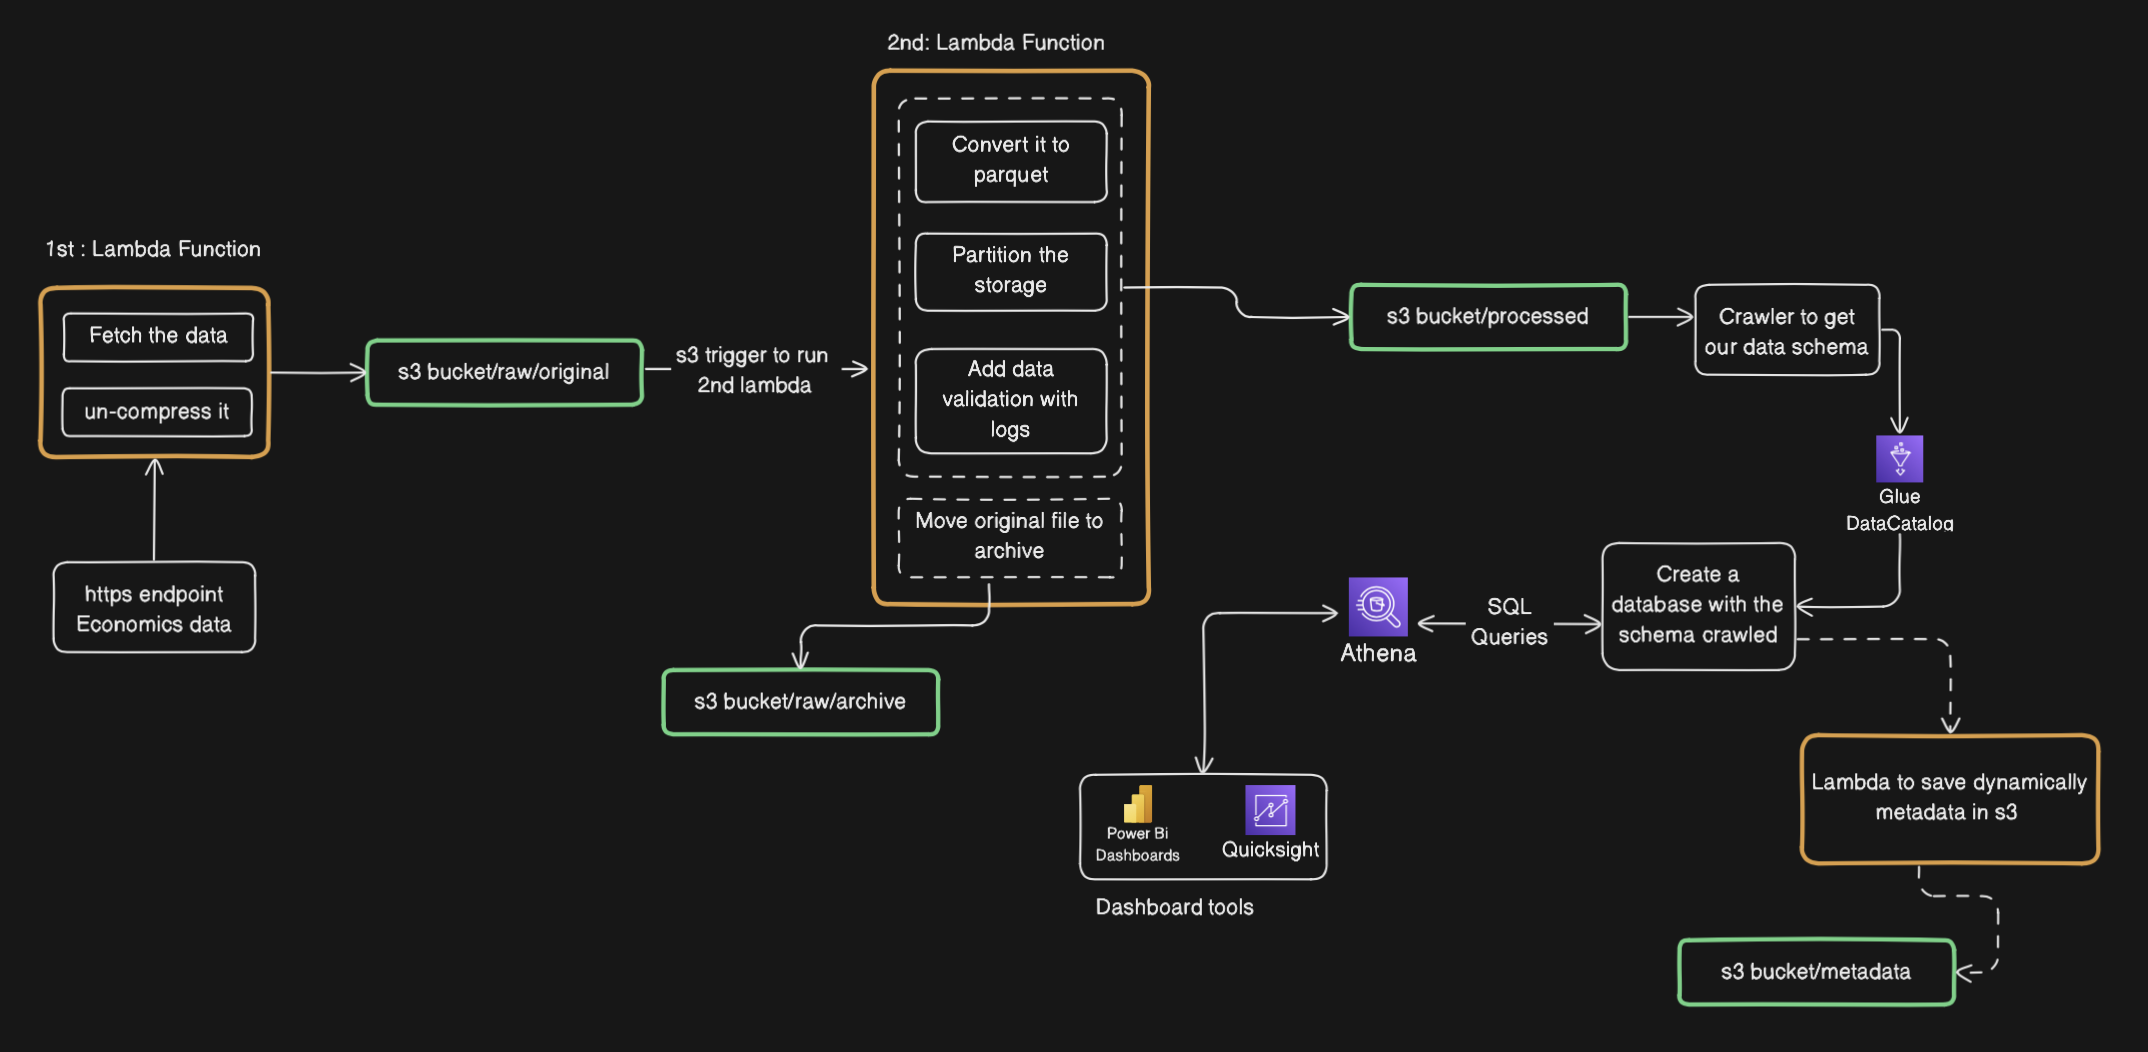 2nd: Lambda Function
Convert it to
parquet
Partition the
storage
Add data
validation with
logs
Move original file to
archive
1st : Lambda Function
Fetch the data
un-compress it
https endpoint
Economics data
s3 bucket/raw/original
s3 trigger to run
2nd lambda
s3 bucket/raw/archive
s3 bucket/processed
Crawler to get
our data schema
Glue
DataCatalog
Create a
database with the
schema crawled
SQL
Queries
Athena
Power Bi
Dashboards
Quicksight
Dashboard tools
Lambda to save dynamically
metadata in s3
s3 bucket/metadata